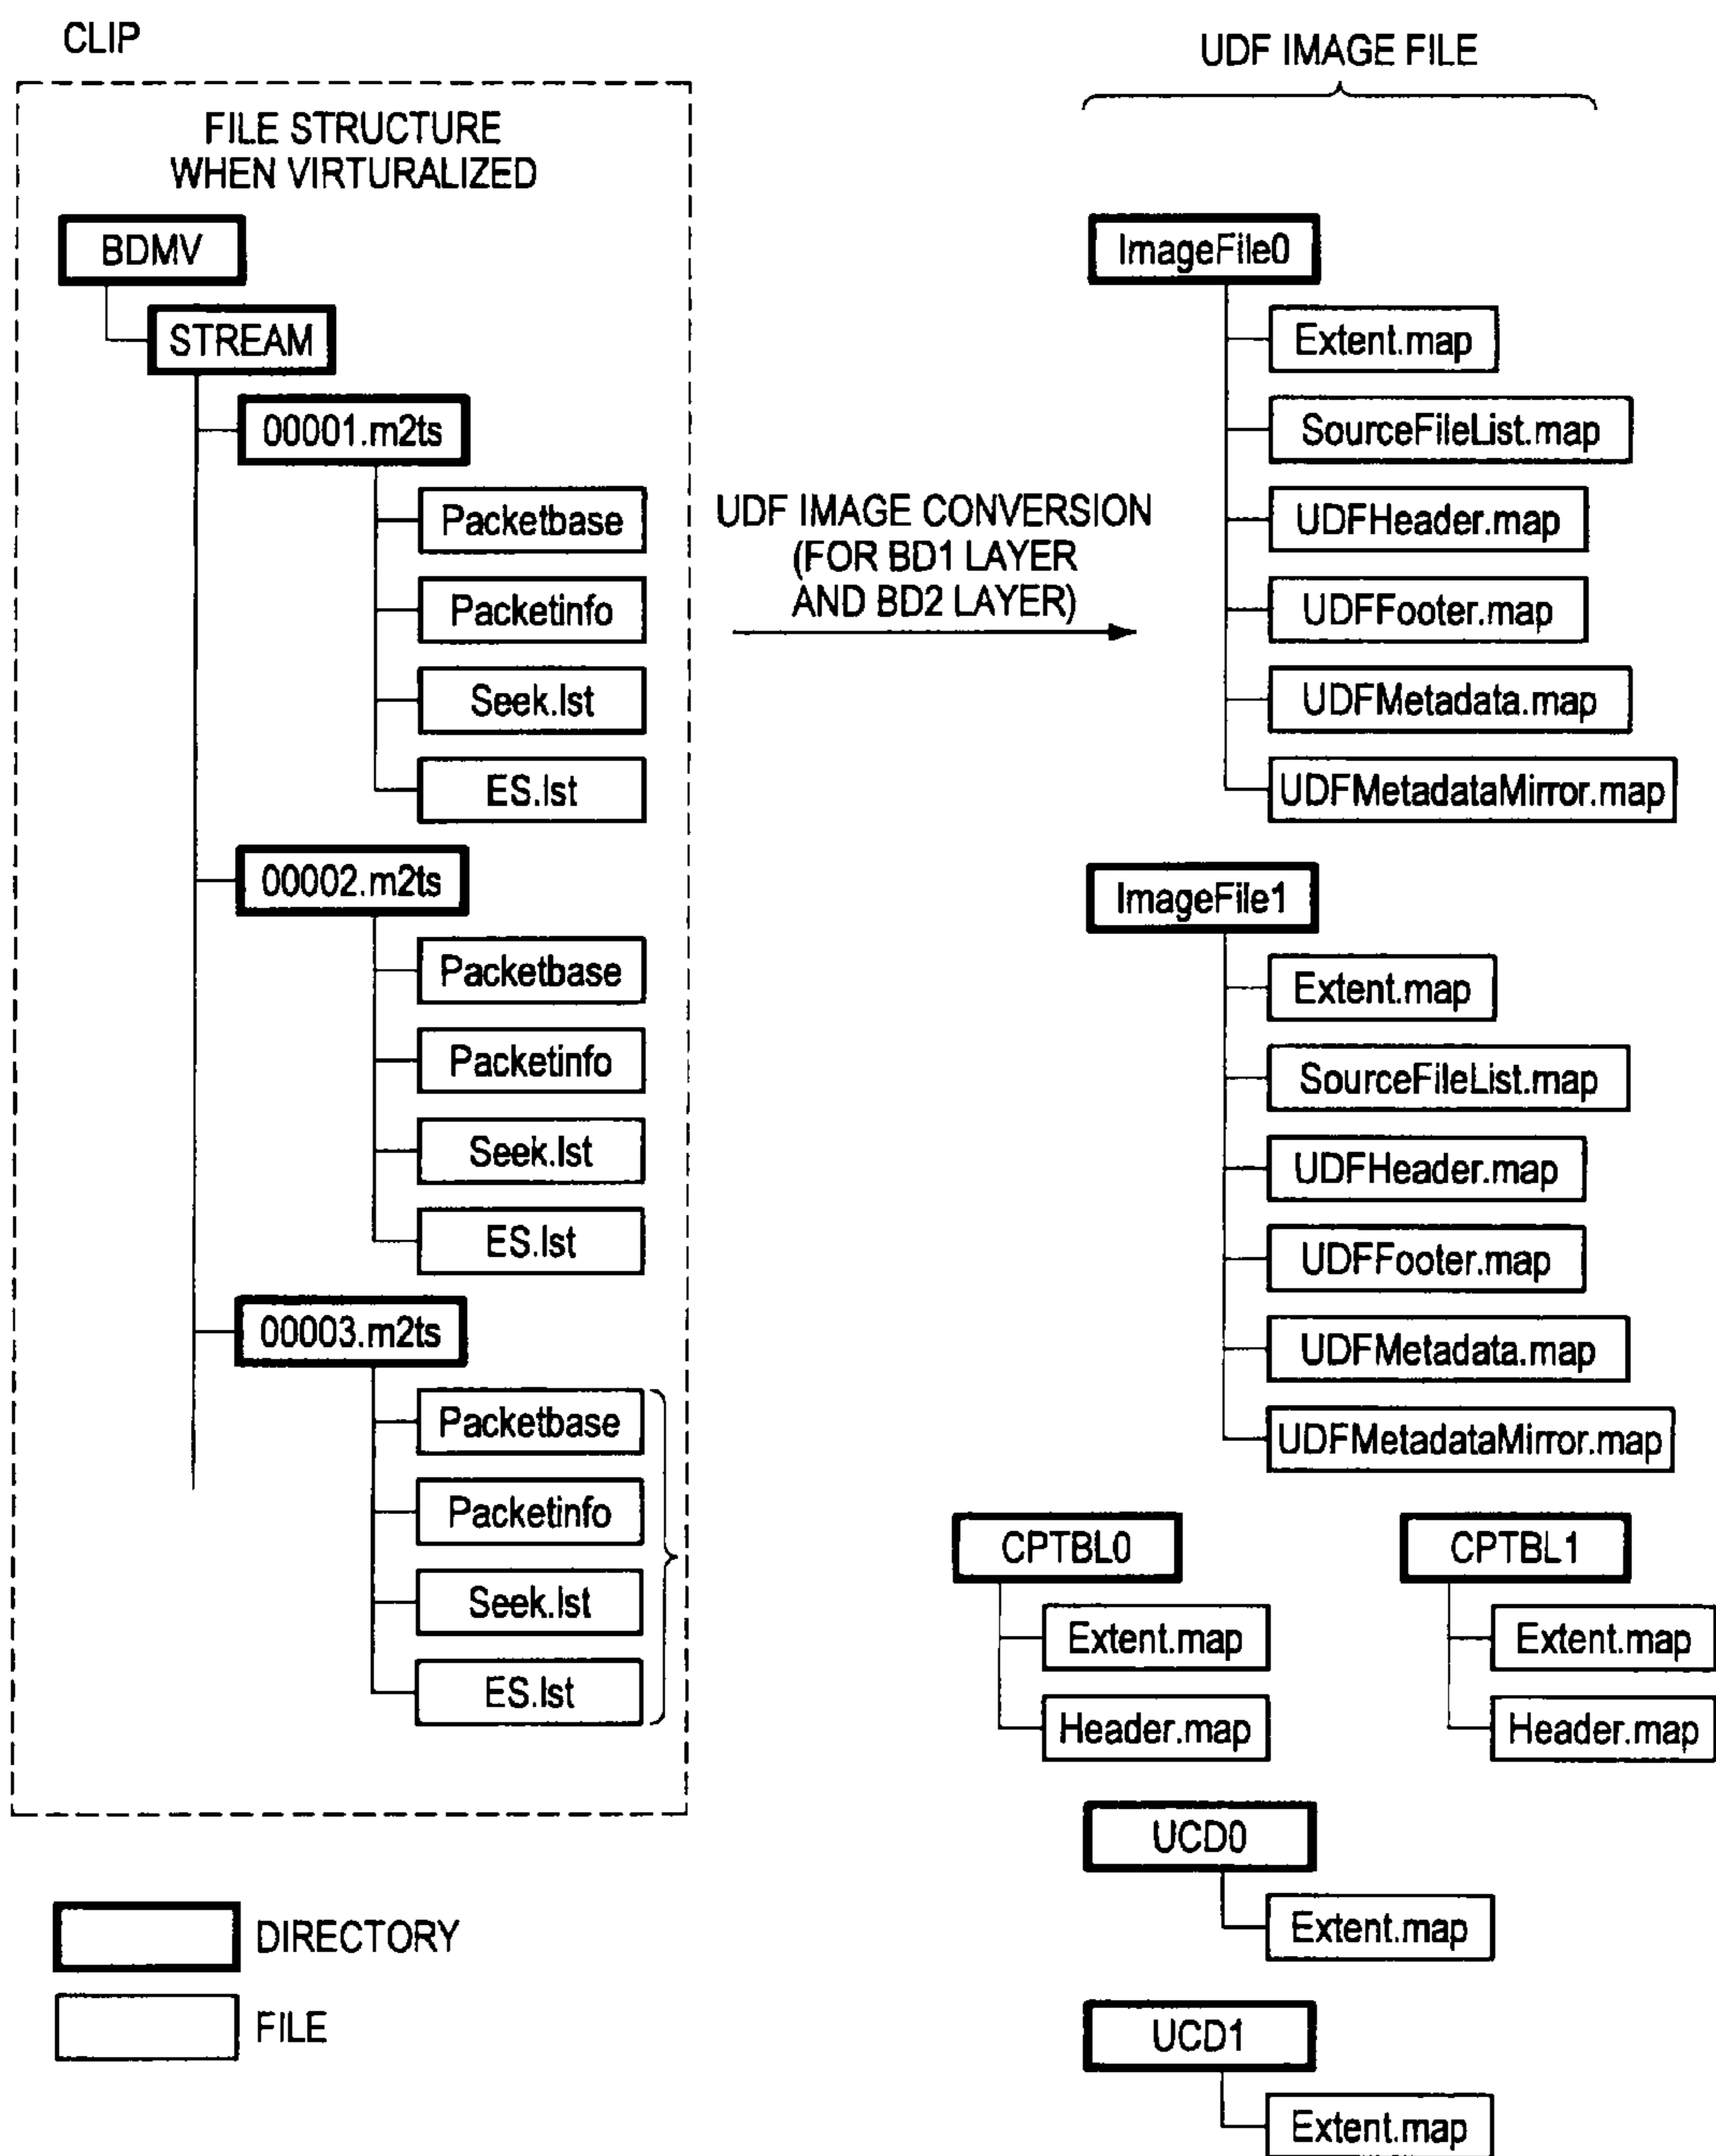 CLIP
FILE STRUCTURE
WHEN VIRTURALIZED
BDMV
STREAM
00001.m2ts
Packetbase
Packetinfo
Seek.lst
ES.lst
00002.m2ts
Packetbase
Packetinfo
Seek.lst
ES.lst
00003.m2ts
Packetbase
Packetinfo
Seek.lst
ES.lst
DIRECTORY
FILE
UDF IMAGE CONVERSION
(FOR BD1 LAYER
AND BD2 LAYER)
UDF IMAGE FILE
ImageFile0
Extent.map
SourceFileList.map
UDFHeader.map
UDFFooter.map
UDFMetadata.map
UDFMetadataMirror.map
ImageFile1
Extent.map
SourceFileList.map
UDFHeader.map
UDFFooter.map
UDFMetadata.map
UDFMetadataMirror.map
CPTBL0
Extent.map
Header.map
CPTBL1
Extent.map
Header.map
UCD0
Extent.map
UCD1
Extent.map